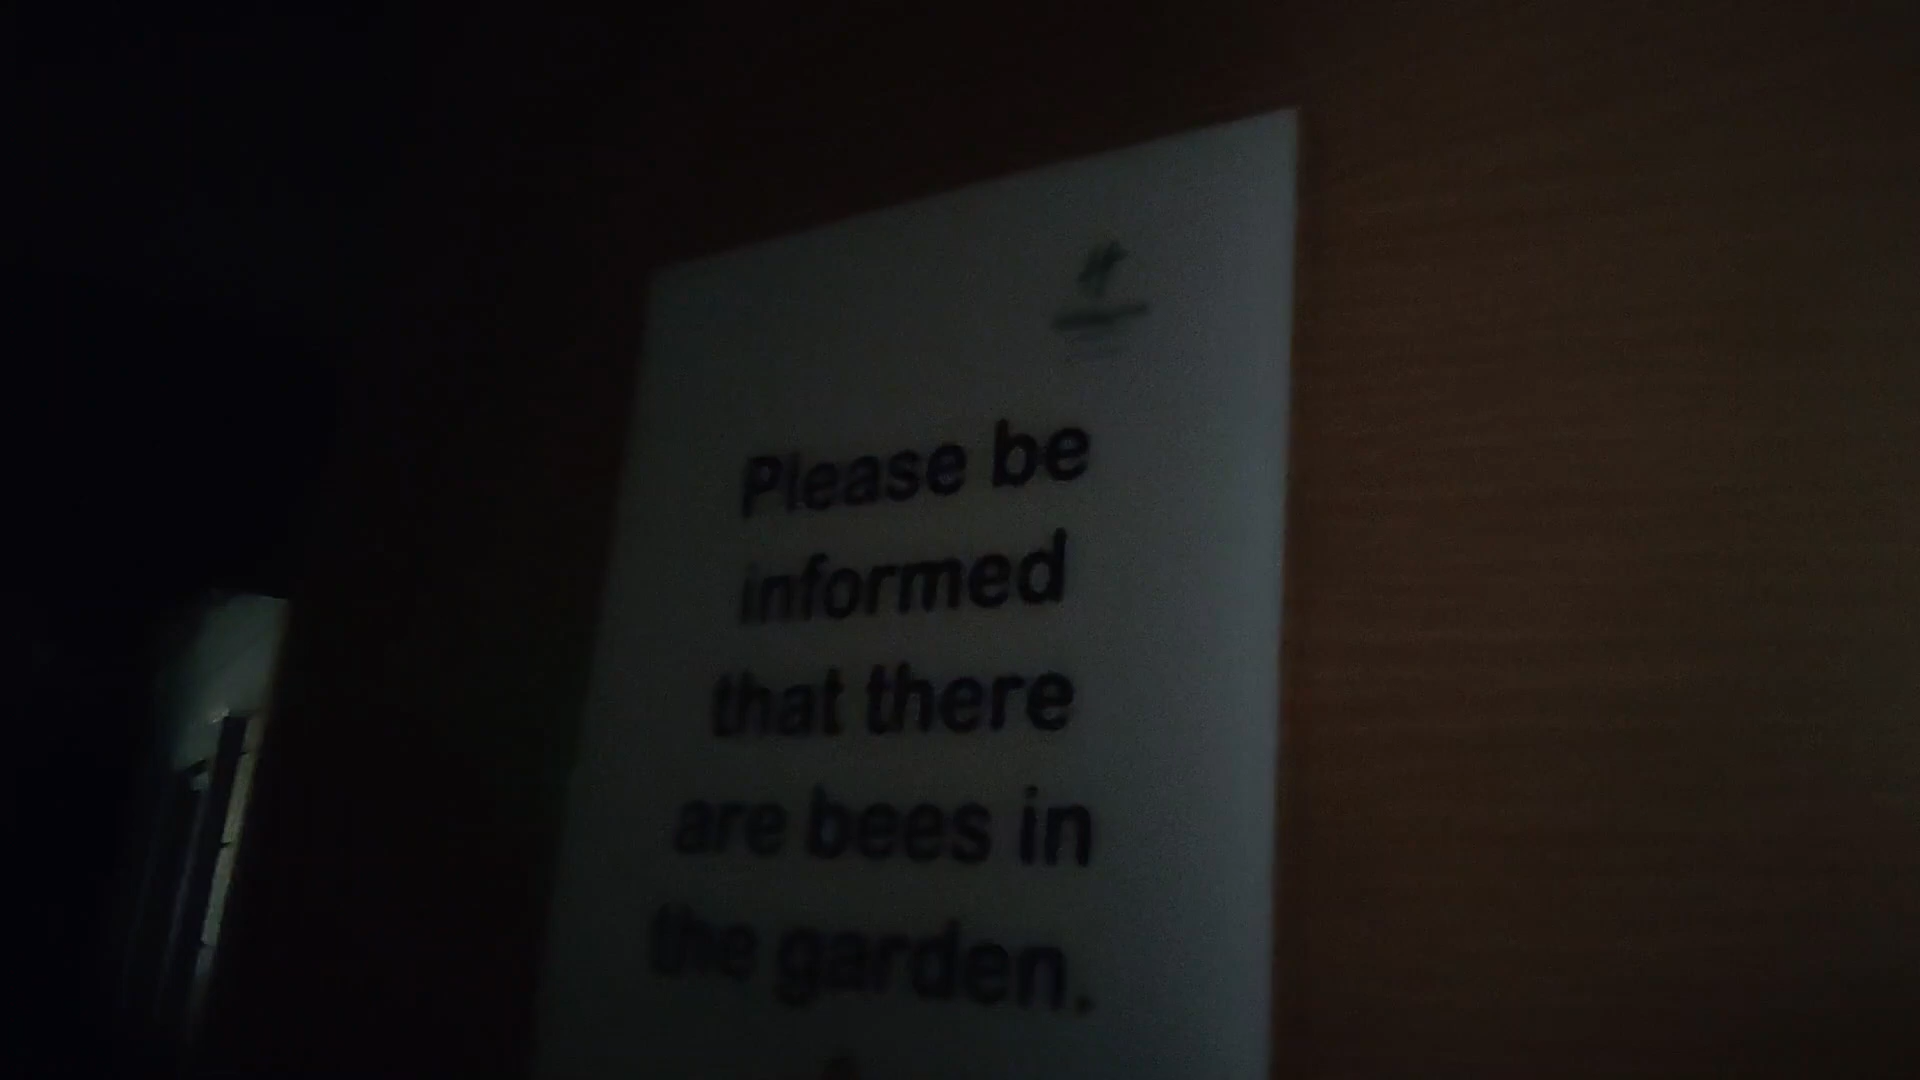 Please be
informed
that there
are bees in
the garden.